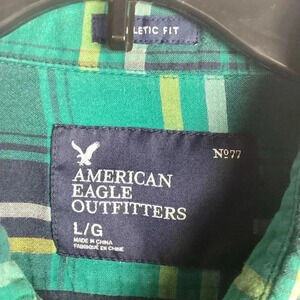 LETIC FIT
Nº77
AMERICAN
EAGLE
OUTFITTERS
L/G
MADE IN CHINA
FABRIQUÉ EN CHINE